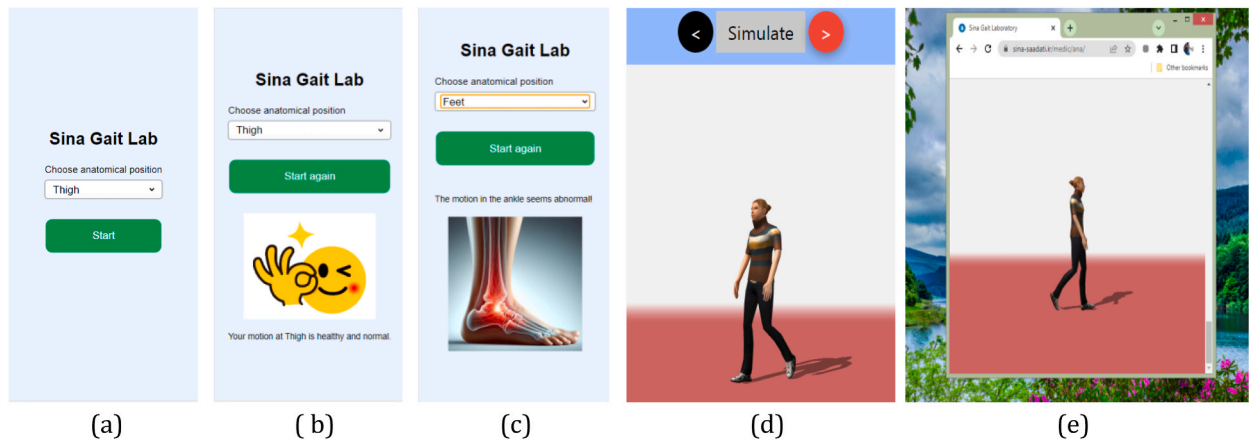 Sina Gait Lab
Choose anatomical position
Thigh
Start
(a)
Sina Gait Lab
Choose anatomical position
Thigh
Start again
Your motion at Thigh is healthy and normal.
( b)
Sina Gait Lab
Choose anatomical position
Feet
Start again
The motion in the ankle seems abnormal!
(c)
< Simulate >
(d)
Sina Gait Laboratory
sina-saadati.ir/medic/ana/
Other bookmarks
(e)